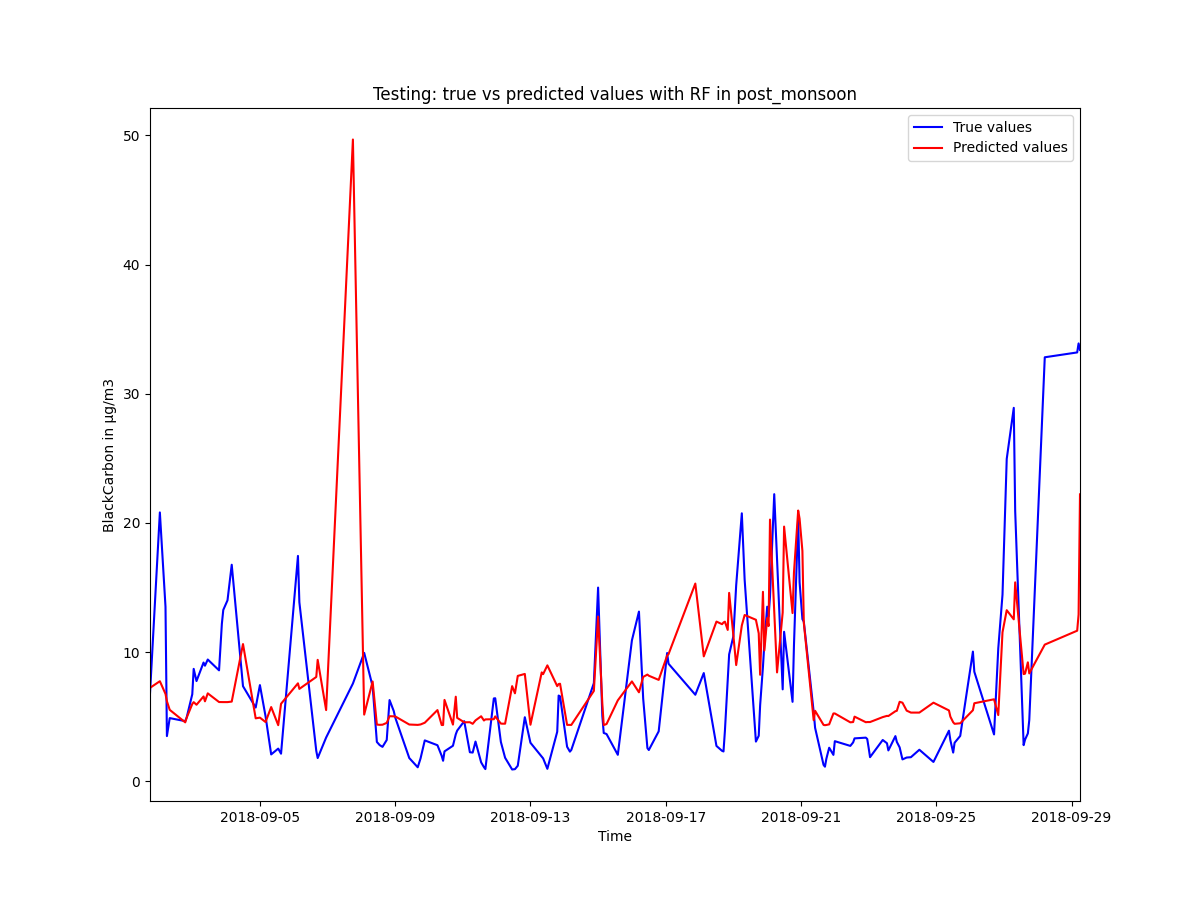 Testing: true vs predicted values with RF in post_monsoon
True values
Predicted values
BlackCarbon in µg/m3
50
40
30
20
10
0
2018-09-05 2018-09-09 2018-09-13 2018-09-17 2018-09-21 2018-09-25 2018-09-29
Time